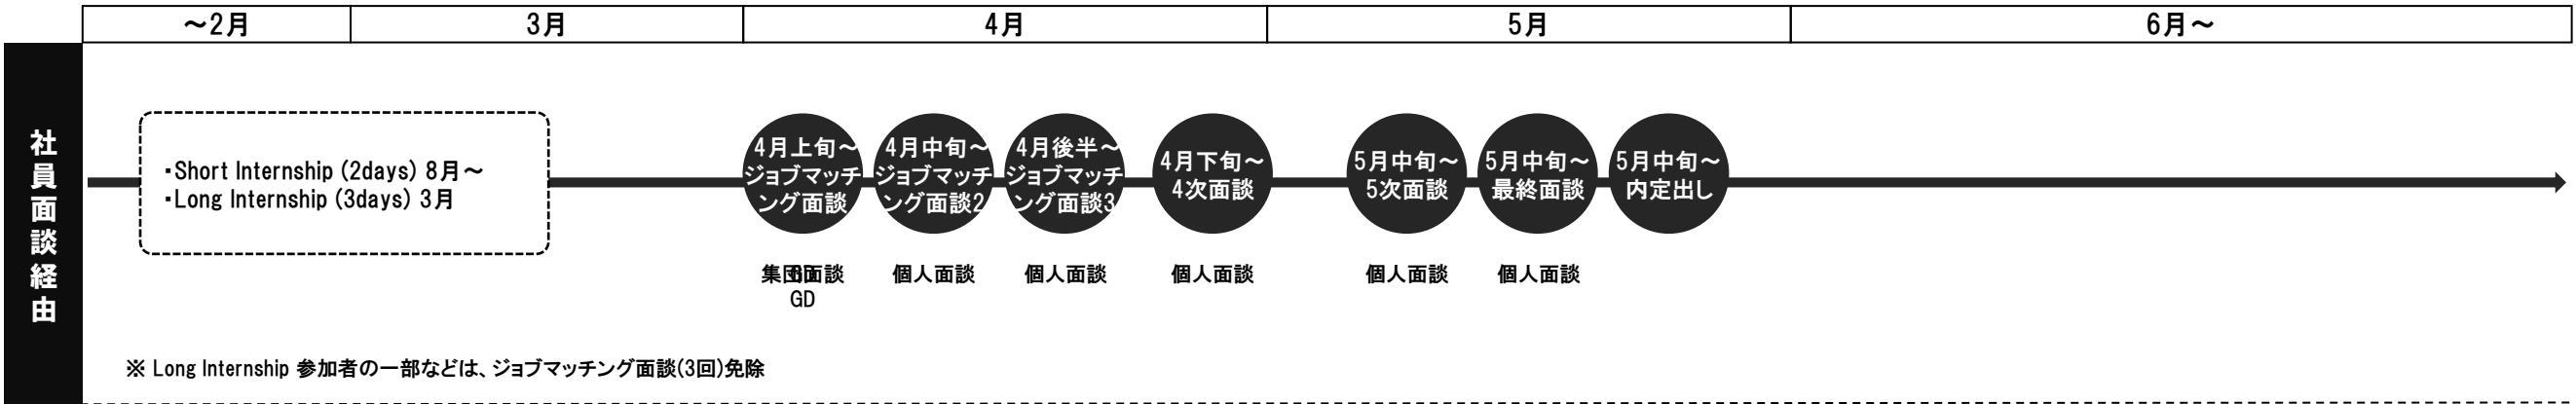 ～2月
3月
4月
5月
6月～
社員面談経由
・Short Internship (2days) 8月～
・Long Internship (3days) 3月
4月上旬～
ジョブマッチ
ング面談
4月中旬～
ジョブマッチ
ング面談2
4月後半～
ジョブマッチ
ング面談3
4月下旬～
4次面談
5月中旬～
5次面談
5月中旬～
最終面談
5月中旬～
内定出し
集団面談
GD
GD
個人面談
個人面談
個人面談
個人面談
個人面談
※ Long Internship 参加者の一部などは、ジョブマッチング面談(3回)免除